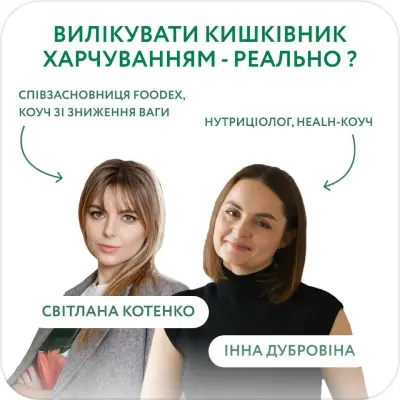 ВИЛІКУВАТИ КИШКІВНИК
ХАРЧУВАННЯМ - РЕАЛЬНО ?
СПІВЗАСНОВНИЦЯ FOODEX,
КОУЧ ЗІ ЗНИЖЕННЯ ВАГИ
НУТРИЦІОЛОГ, HEALH-КОУЧ
СВІТЛАНА КОТЕНКО
ІННА ДУБРОВІНА